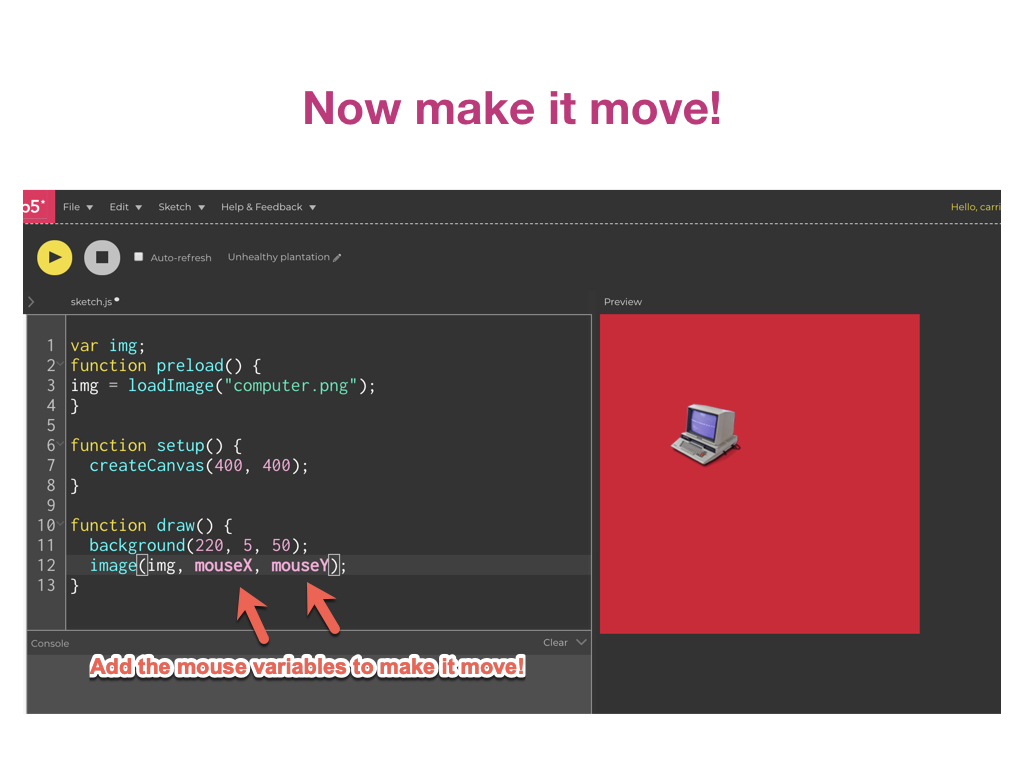 Now make it move!
p5*
File ▼ Edit ▼ Sketch ▼ Help & Feedback ▼ Hello, carri
Auto-refresh Unhealthy plantation
sketch.js
Preview
1 var img;
2 function preload() {
3 img = loadImage("computer.png");
4 }
5
6 function setup() {
7   createCanvas(400, 400);
8 }
9
10 function draw() {
11   background(220, 5, 50);
12   image(img, mouseX, mouseY);
13 }
Console Clear
Add the mouse variables to make it move!